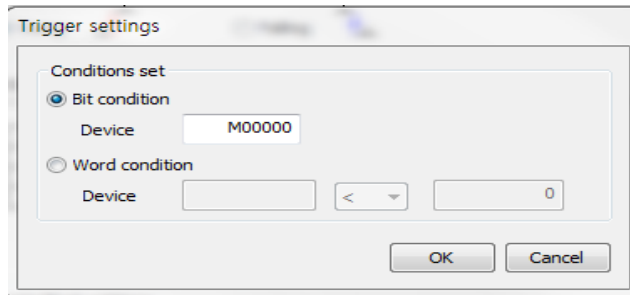 Trigger settings
Conditions set
Bit condition
Device M00000
Word condition
Device < 0
OK Cancel